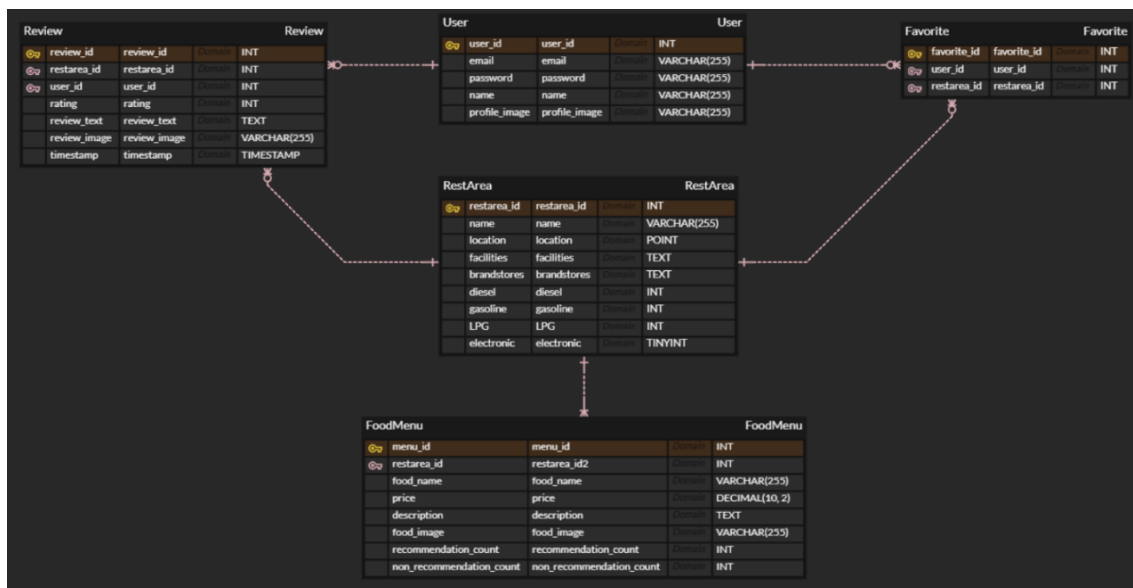 Review Review
review_id review_id Domain INT
restarea_id restarea_id Domain INT
user_id user_id Domain INT
rating rating Domain INT
review_text review_text Domain TEXT
review_image review_image Domain VARCHAR(255)
timestamp timestamp Domain TIMESTAMP
User User
user_id user_id Domain INT
email email Domain VARCHAR(255)
password password Domain VARCHAR(255)
name name Domain VARCHAR(255)
profile_image profile_image Domain VARCHAR(255)
Favorite Favorite
favorite_id favorite_id Domain INT
user_id user_id Domain INT
restarea_id restarea_id Domain INT
RestArea RestArea
restarea_id restarea_id Domain INT
name name Domain VARCHAR(255)
location location Domain POINT
facilities facilities Domain TEXT
brandstores brandstores Domain TEXT
diesel diesel Domain INT
gasoline gasoline Domain INT
LPG LPG Domain INT
electronic electronic Domain TINYINT
FoodMenu FoodMenu
menu_id menu_id Domain INT
restarea_id restarea_id2 Domain INT
food_name food_name Domain VARCHAR(255)
price price Domain DECIMAL(10, 2)
description description Domain TEXT
food_image food_image Domain VARCHAR(255)
recommendation_count recommendation_count Domain INT
non_recommendation_count non_recommendation_count Domain INT